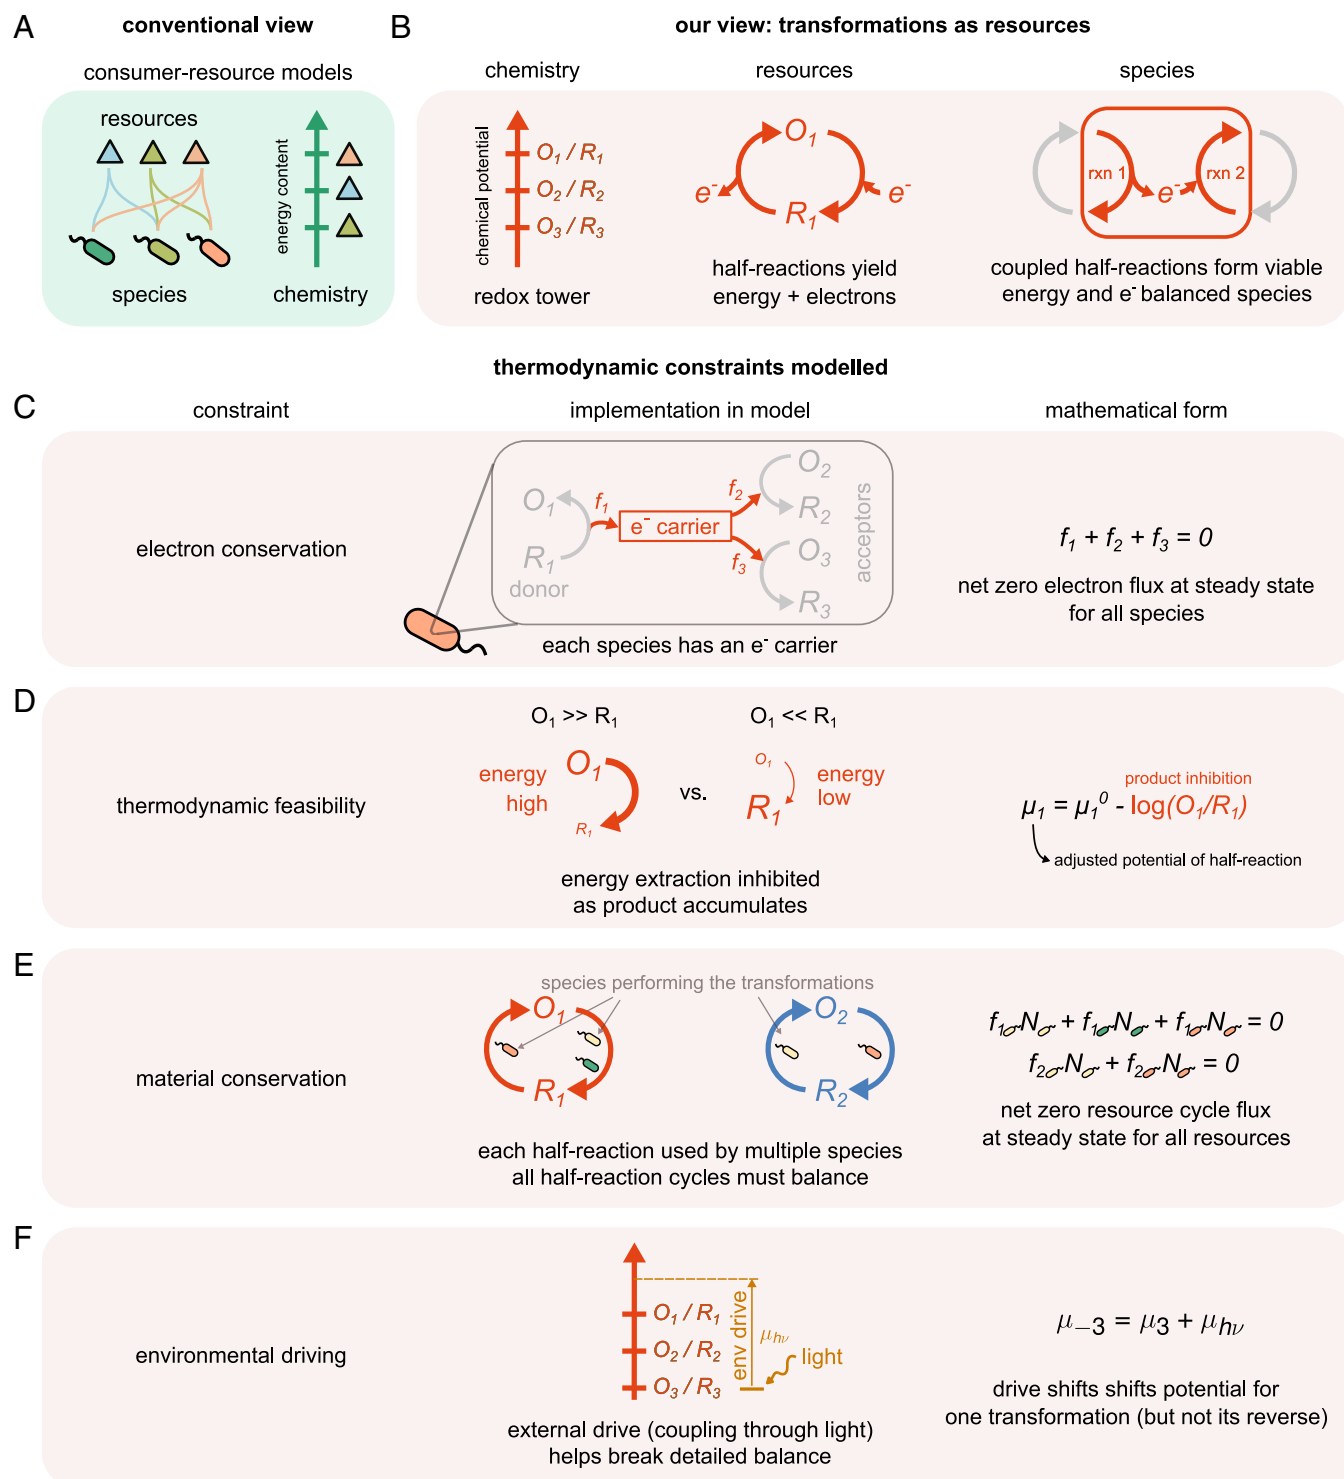 A
conventional view
consumer-resource models
resources
species
energy content
chemistry
B
our view: transformations as resources
chemistry
resources
species
chemical potential
O1 / R1
O2 / R2
O3 / R3
redox tower
O1
e-
e-
R1
half-reactions yield
energy + electrons
rxn 1
e-
rxn 2
coupled half-reactions form viable
energy and e- balanced species
thermodynamic constraints modelled
C
constraint
implementation in model
mathematical form
electron conservation
O1
R1
donor
f1
e- carrier
f2
f3
O2
R2
O3
R3
acceptors
each species has an e- carrier
f1 + f2 + f3 = 0
net zero electron flux at steady state
for all species
D
thermodynamic feasibility
O1 >> R1
O1 << R1
energy
high
O1
R1
vs.
O1
R1
energy
low
energy extraction inhibited
as product accumulates
product inhibition
μ1 = μ1⁰ - log(O1/R1)
adjusted potential of half-reaction
E
material conservation
species performing the transformations
O1
R1
O2
R2
each half-reaction used by multiple species
all half-reaction cycles must balance
f1 N + f1 N + f1 N = 0
f2 N + f2 N = 0
net zero resource cycle flux
at steady state for all resources
F
environmental driving
O1 / R1
O2 / R2
O3 / R3
env drive
μhν
light
external drive (coupling through light)
helps break detailed balance
μ−3 = μ3 + μhν
drive shifts shifts potential for
one transformation (but not its reverse)